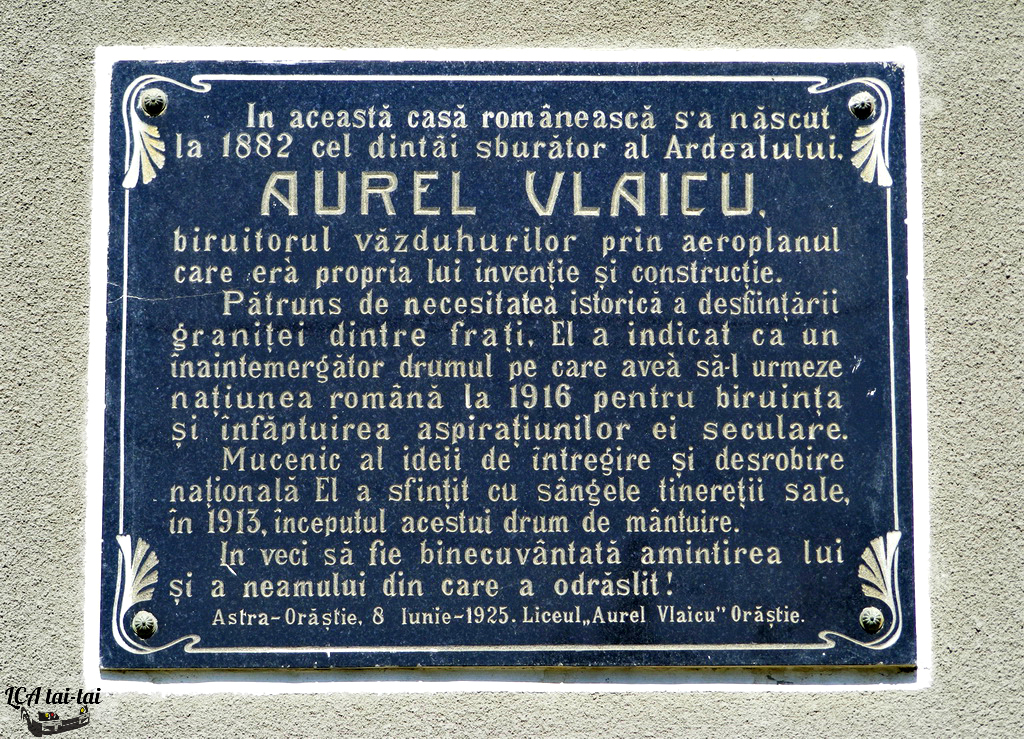 In această casă românească s'a născut
la 1882 cel dintâi sburător al Ardealului,
AUREL VLAICU,
biruitorul văzduhurilor prin aeroplanul
care erà propria lui invenție și construcție.
Pătruns de necesitatea istorică a desființării
graniței dintre frați, El a indicat ca un
înaintemergător drumul pe care aveà să-l urmeze
națiunea română la 1916 pentru biruința
și înfăptuirea aspirațiunilor ei seculare.
Mucenic al ideii de întregire și desrobire
națională El a sfințit cu sângele tinereții sale,
în 1913, începutul acestui drum de mântuire.
In veci să fie binecuvântată amintirea lui
și a neamului din care a odrăslit!
Astra-Orăștie, 8 Iunie-1925. Liceul „Aurel Vlaicu" Orăștie.
LCA lai-lai